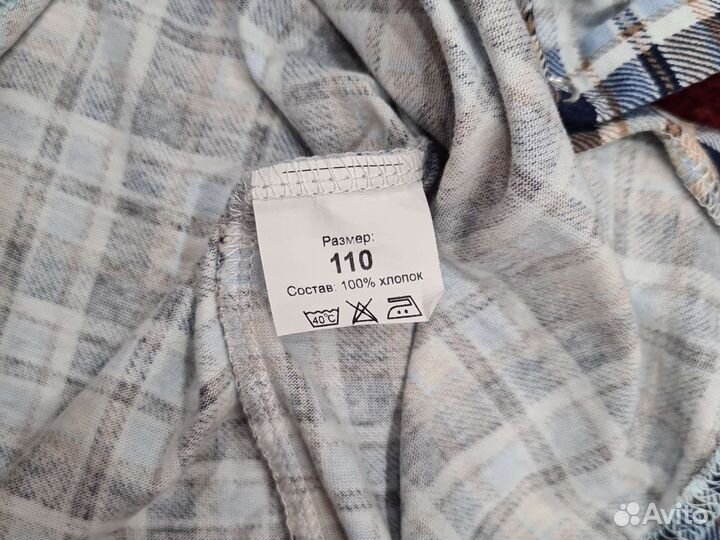 Размер:
110
Состав: 100% хлопок
40°C
Avito